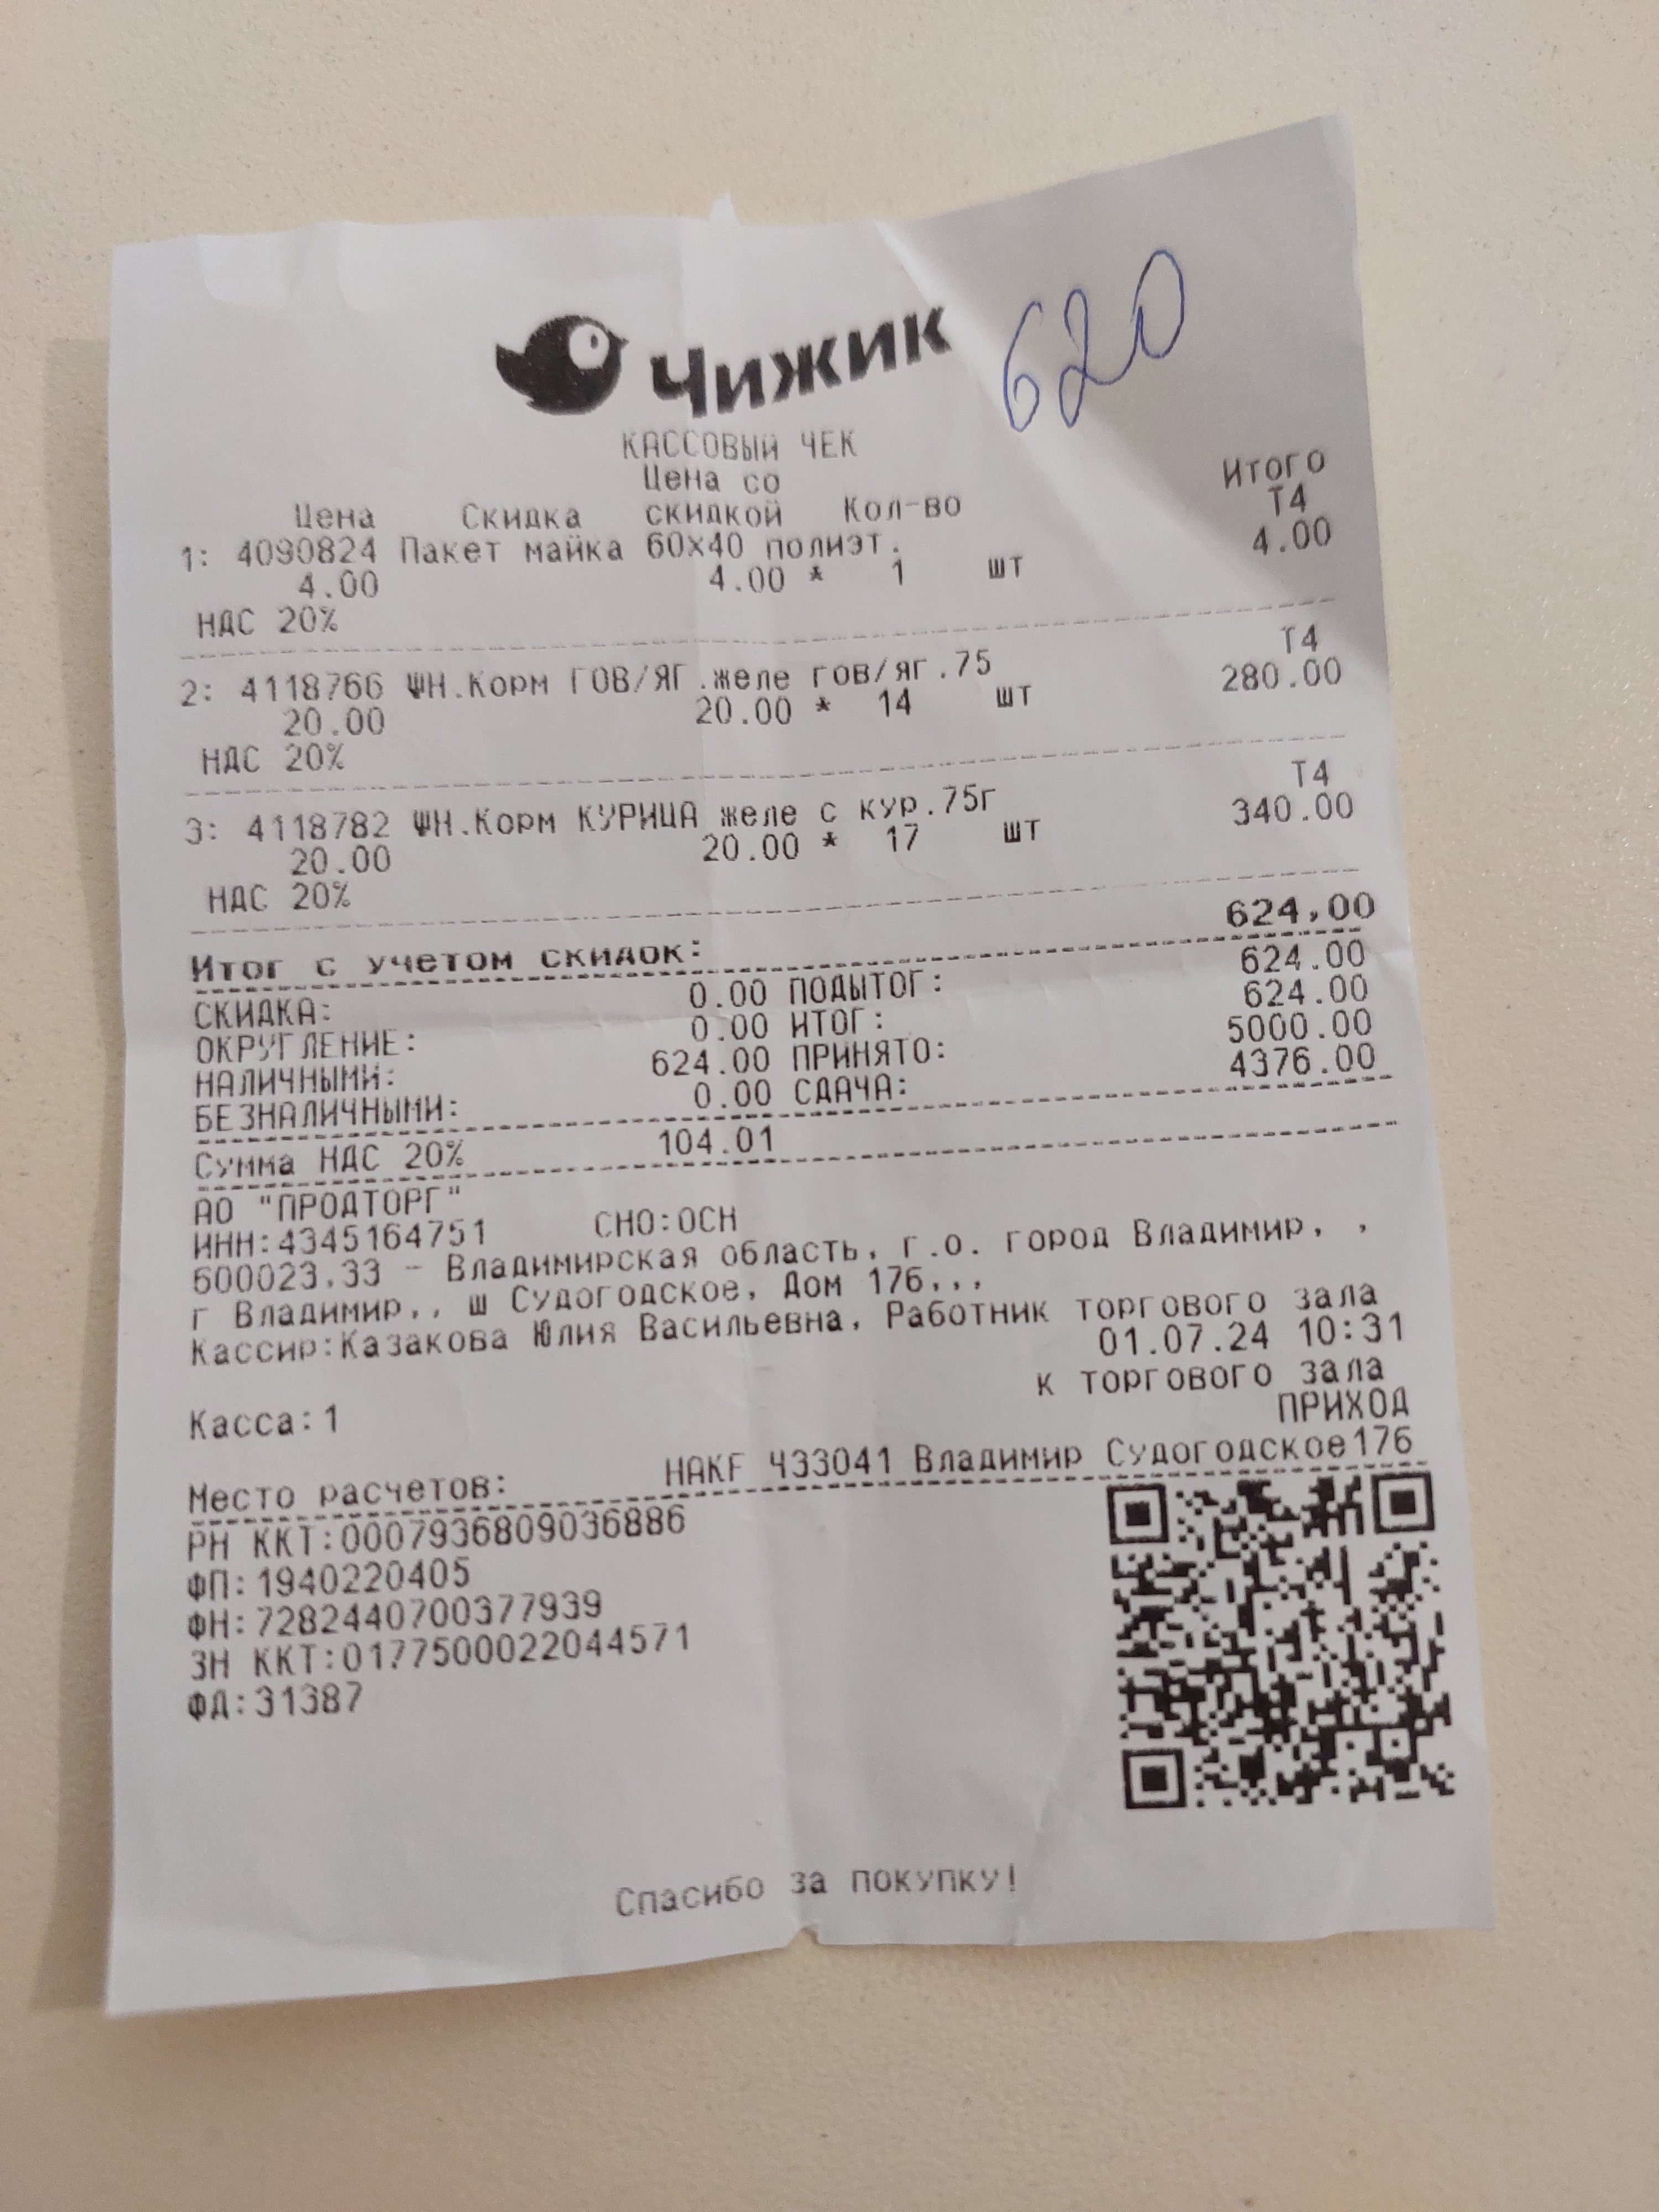 Чижик
620
КАССОВЫЙ ЧЕК
Цена со
Цена Скидка скидкой Кол-во Итого
1: 4090824 Пакет майка 60х40 полиэт. Т4
4.00 4.00 * 1 шт 4.00
НДС 20%
2: 4118766 ФН.Корм ГОВ/ЯГ.желе гов/яг.75 Т4
20.00 20.00 * 14 шт 280.00
НДС 20%
3: 4118782 ФН.Корм КУРИЦА желе с кур.75г Т4
20.00 20.00 * 17 шт 340.00
НДС 20%
Итог с учетом скидок: 624,00
СКИДКА: 0.00 ПОДЫТОГ: 624.00
ОКРУГЛЕНИЕ: 0.00 ИТОГ: 624.00
НАЛИЧНЫМИ: 624.00 ПРИНЯТО: 5000.00
БЕЗНАЛИЧНЫМИ: 0.00 СДАЧА: 4376.00
Сумма НДС 20% 104.01
АО "ПРОДТОРГ"
ИНН:4345164751 СНО:ОСН
600023,33 - Владимирская область, г.о. город Владимир, ,
г Владимир,, ш Судогодское, Дом 176,,,
Кассир:Казакова Юлия Васильевна, Работник торгового зала
01.07.24 10:31
к торгового зала
Касса:1 ПРИХОД
Место расчетов: НАКF Ч33041 Владимир Судогодское176
РН ККТ:0007936809036886
ФП:1940220405
ФН:7282440700377939
ЗН ККТ:0177500022044571
ФД:31387
Спасибо за покупку!